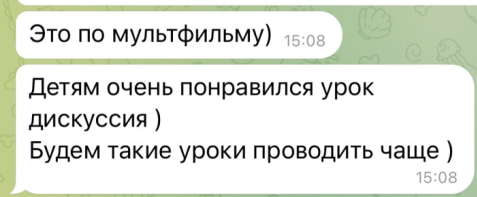 Это по мультфильму) 15:08
Детям очень понравился урок
дискуссия )
Будем такие уроки проводить чаще )
15:08